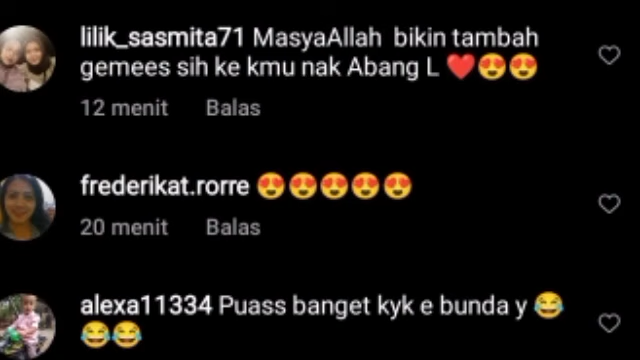 lilik_sasmita71 MasyaAllah bikin tambah
gemees sih ke kmu nak Abang L ❤️😍😍
12 menit Balas
frederikat.rorre 😍😍😍😍😍
20 menit Balas
alexa11334 Puass banget kyk e bunda y 😂
😂😂